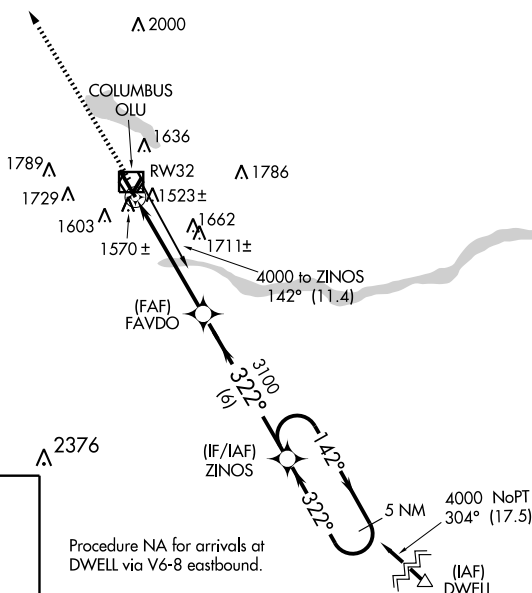 2000
COLUMBUS
OLU
1636
1789
RW32
1786
1729
1523±
1603
1662
1570±
1711±
4000 to ZINOS
142° (11.4)
(FAF)
FAVDO
3100
322°
(6)
(IF/IAF)
ZINOS
142°
322°
2376
5 NM
4000 NoPT
304° (17.5)
Procedure NA for arrivals at
DWELL via V6-8 eastbound.
(IAF)
DWELL